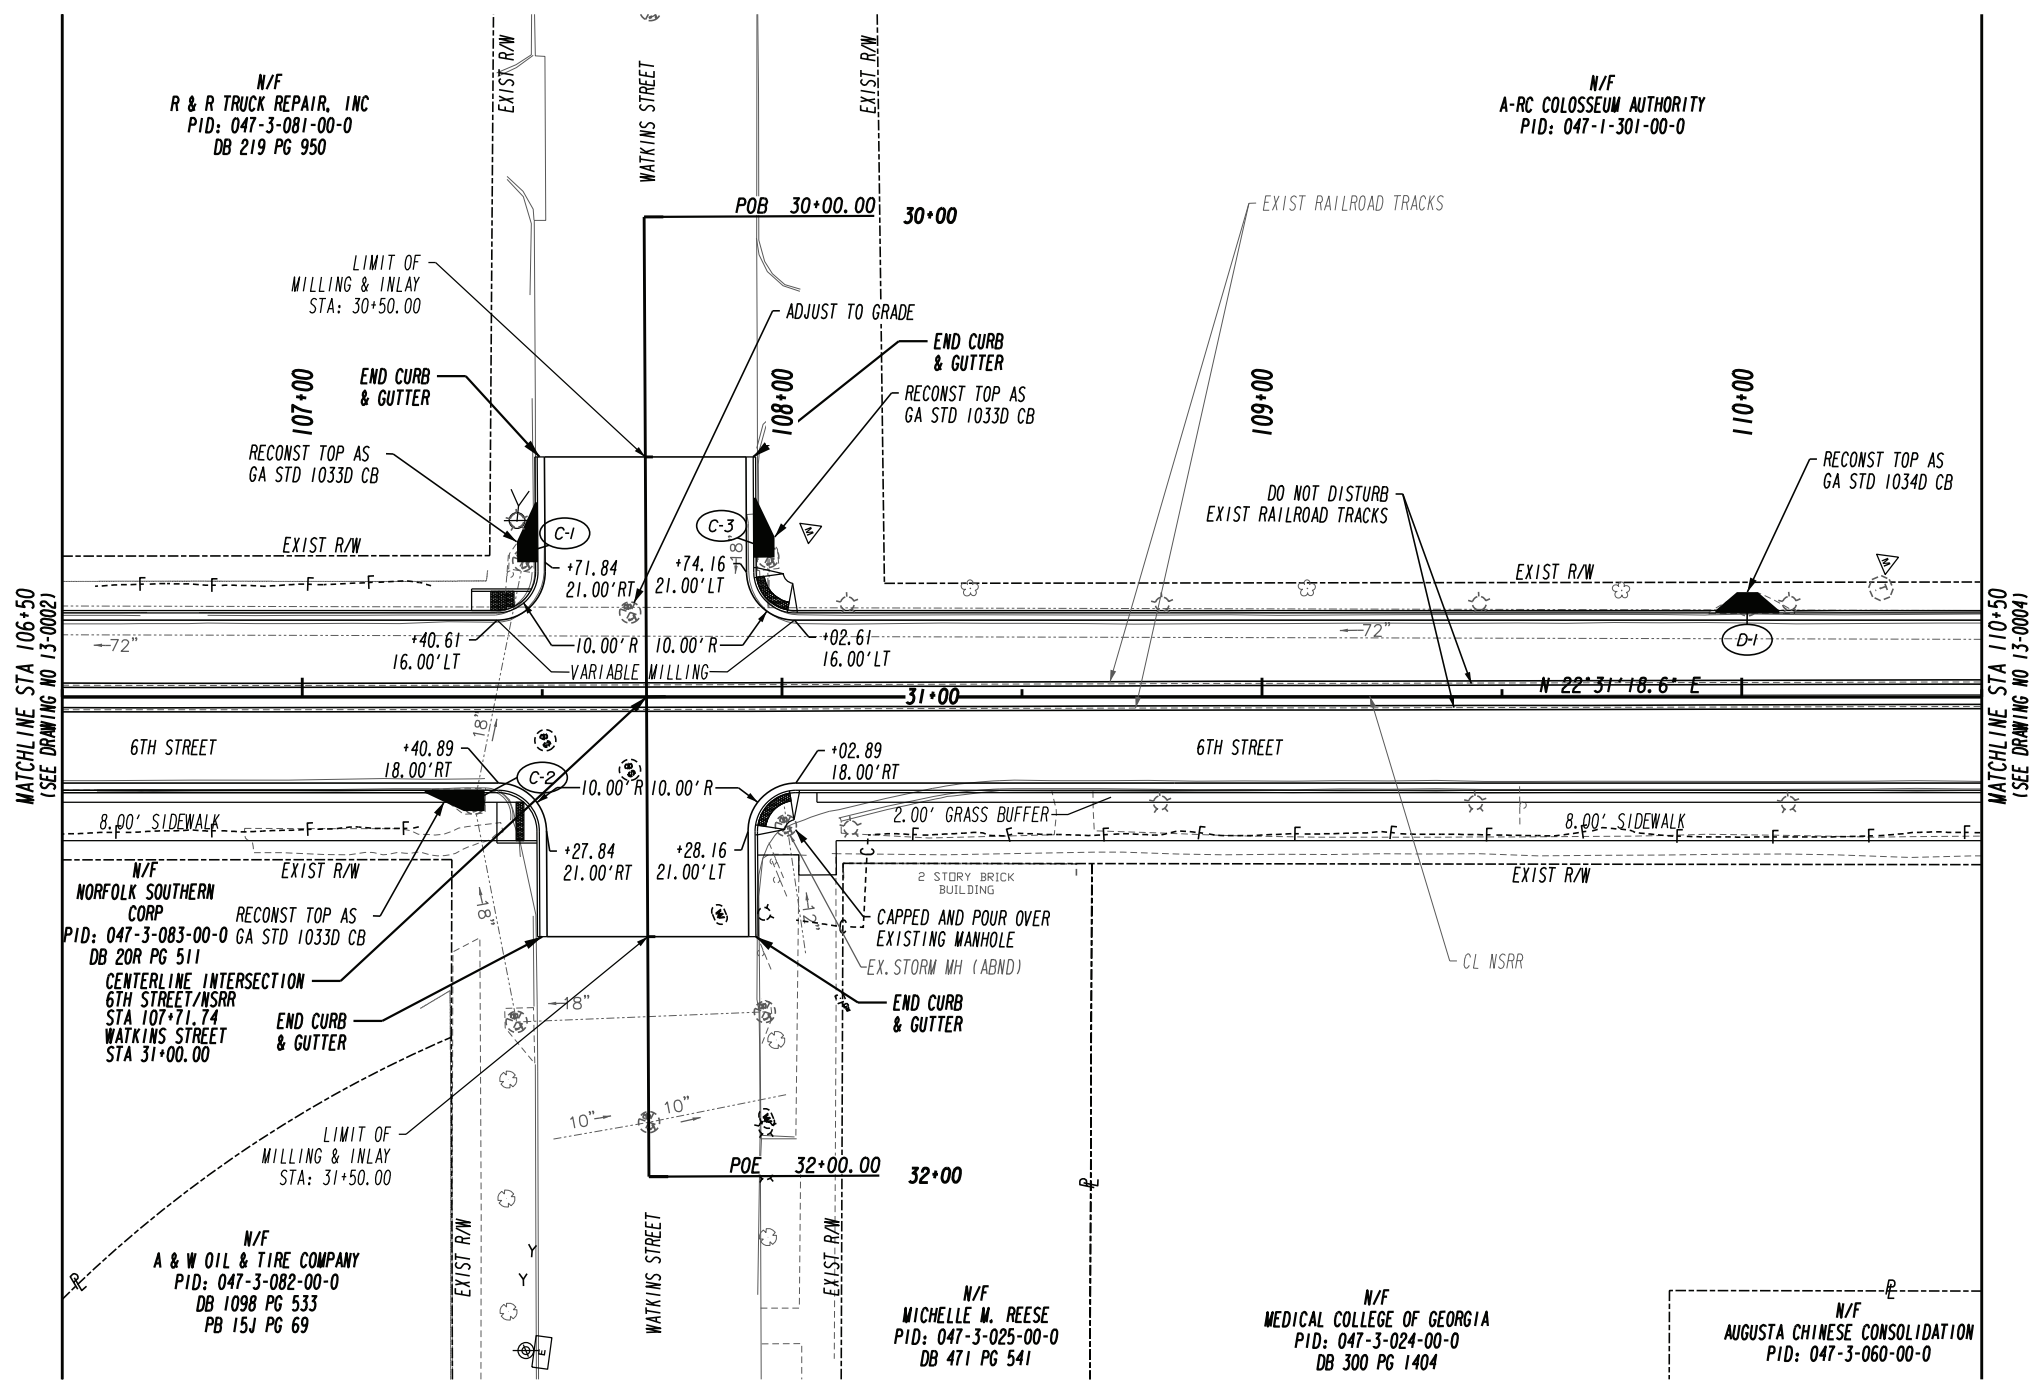 N/F
R & R TRUCK REPAIR, INC
PID: 047-3-081-00-0
DB 219 PG 950
EXIST R/W
WATKINS STREET
EXIST R/W
N/F
A-RC COLOSSEUM AUTHORITY
PID: 047-1-301-00-0
POB 30+00.00
30+00
EXIST RAILROAD TRACKS
LIMIT OF
MILLING & INLAY
STA: 30+50.00
ADJUST TO GRADE
END CURB
& GUTTER
END CURB
& GUTTER
107+00
108+00
109+00
110+00
RECONST TOP AS
GA STD 1033D CB
RECONST TOP AS
GA STD 1033D CB
RECONST TOP AS
GA STD 1034D CB
DO NOT DISTURB
EXIST RAILROAD TRACKS
C-1
C-3
M
18"
EXIST R/W
EXIST R/W
M
F F F F
+71.84
21.00'RT
+74.16
21.00'LT
+40.61
16.00'LT
10.00'R
10.00'R
+02.61
16.00'LT
VARIABLE MILLING
72"
72"
D-1
MATCHLINE STA 106+50
(SEE DRAWING NO 13-0002)
MATCHLINE STA 110+50
(SEE DRAWING NO 13-0004)
31+00
N 22°31'18.6" E
18"
6TH STREET
6TH STREET
+40.89
18.00'RT
+02.89
18.00'RT
C-2
10.00'R
10.00'R
8.00' SIDEWALK
2.00' GRASS BUFFER
8.00' SIDEWALK
F F F F
F F F F F F F F F F F F
C
C
EXIST R/W
+27.84
21.00'RT
+28.16
21.00'LT
2 STORY BRICK
BUILDING
EXIST R/W
N/F
NORFOLK SOUTHERN
CORP
PID: 047-3-083-00-0
DB 20R PG 511
RECONST TOP AS
GA STD 1033D CB
18"
12"
CAPPED AND POUR OVER
EXISTING MANHOLE
EX. STORM MH (ABND)
CL NSRR
CENTERLINE INTERSECTION
6TH STREET/NSRR
STA 107+71.74
WATKINS STREET
STA 31+00.00
END CURB
& GUTTER
18"
END CURB
& GUTTER
10"
10"
LIMIT OF
MILLING & INLAY
STA: 31+50.00
POE 32+00.00
32+00
N/F
A & W OIL & TIRE COMPANY
PID: 047-3-082-00-0
DB 1098 PG 533
PB 15J PG 69
EXIST R/W
Y
Y
E
WATKINS STREET
EXIST R/W
N/F
MICHELLE M. REESE
PID: 047-3-025-00-0
DB 471 PG 541
N/F
MEDICAL COLLEGE OF GEORGIA
PID: 047-3-024-00-0
DB 300 PG 1404
N/F
AUGUSTA CHINESE CONSOLIDATION
PID: 047-3-060-00-0